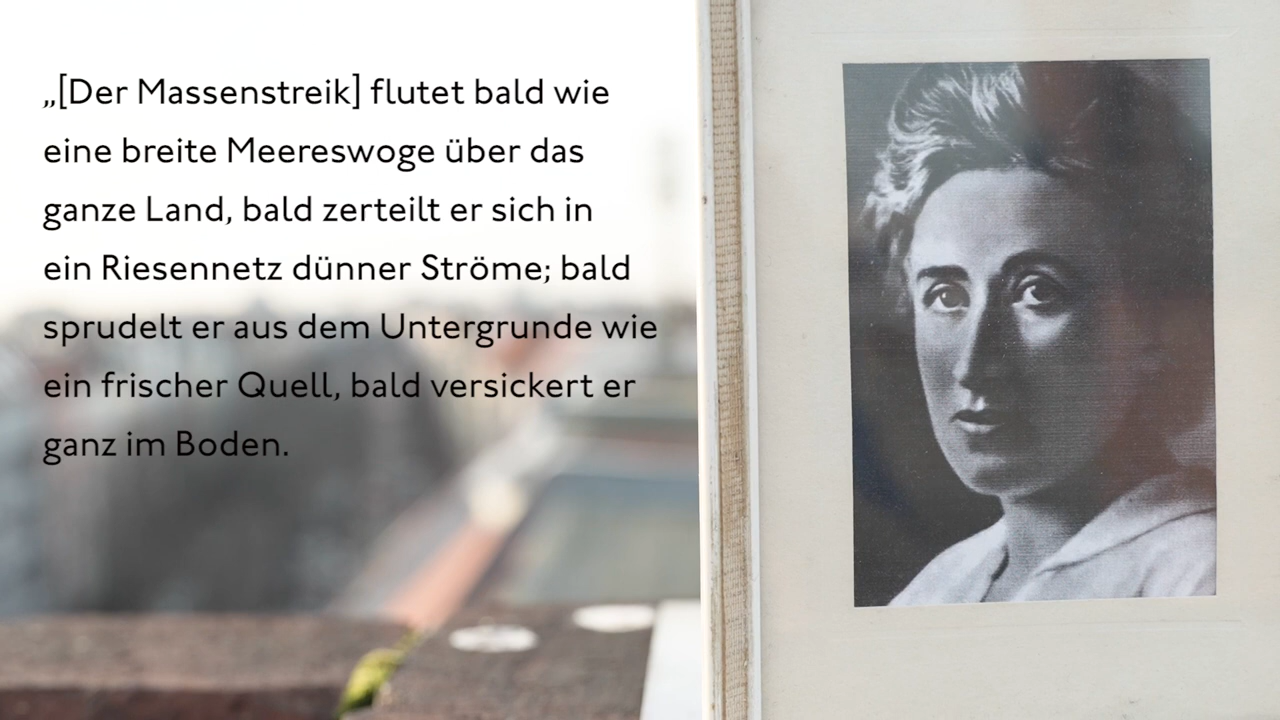 „[Der Massenstreik] flutet bald wie
eine breite Meereswoge über das
ganze Land, bald zerteilt er sich in
ein Riesennetz dünner Ströme; bald
sprudelt er aus dem Untergrunde wie
ein frischer Quell, bald versickert er
ganz im Boden.